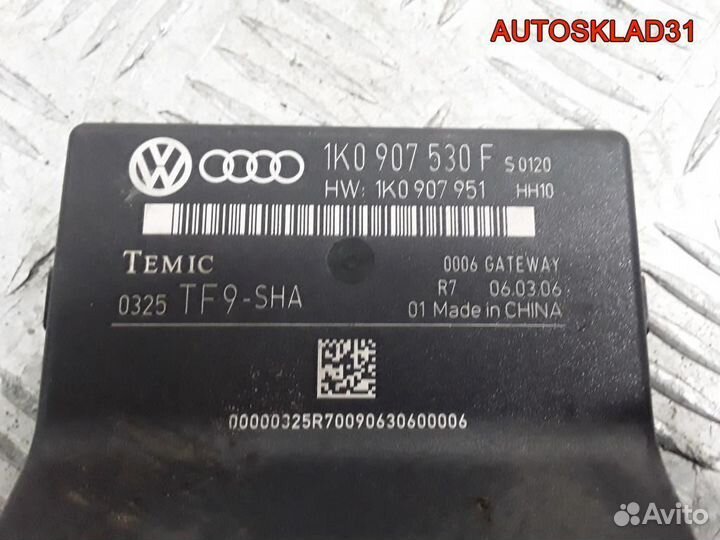 AUTOSKLAD31
1K0 907 530 F S 0120
HW: 1K0 907 951 HH10
TEMIC
0006 GATEWAY
R7 06.03.06
0325 TF9-SHA
01 Made in CHINA
00000325R70090630600006
Avito